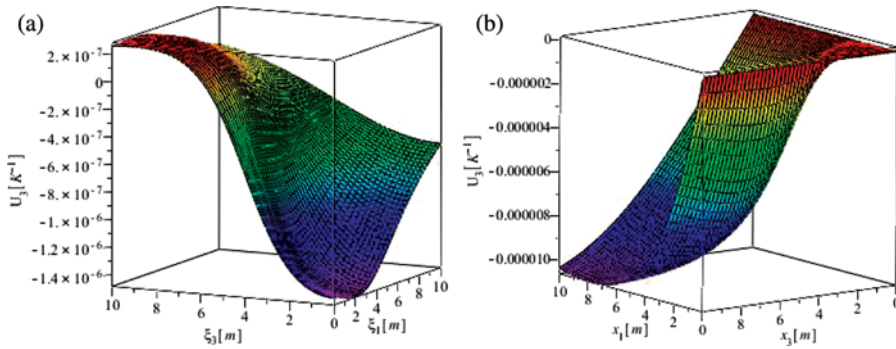 (a)
2. × 10⁻⁷
0
-2. × 10⁻⁷
-4. × 10⁻⁷
-6. × 10⁻⁷
-8. × 10⁻⁷
-1. × 10⁻⁶
-1.2 × 10⁻⁶
-1.4 × 10⁻⁶
U₃[K⁻¹]
10 8 6 4 2 0
ξ₃[m]
2 4 6 8 10
ξ₁[m]
(b)
0
-0.000002
-0.000004
-0.000006
-0.000008
-0.000010
U₃[K⁻¹]
10 8 6 4 2 0
x₁[m]
8 6 4 2 0
x₃[m]